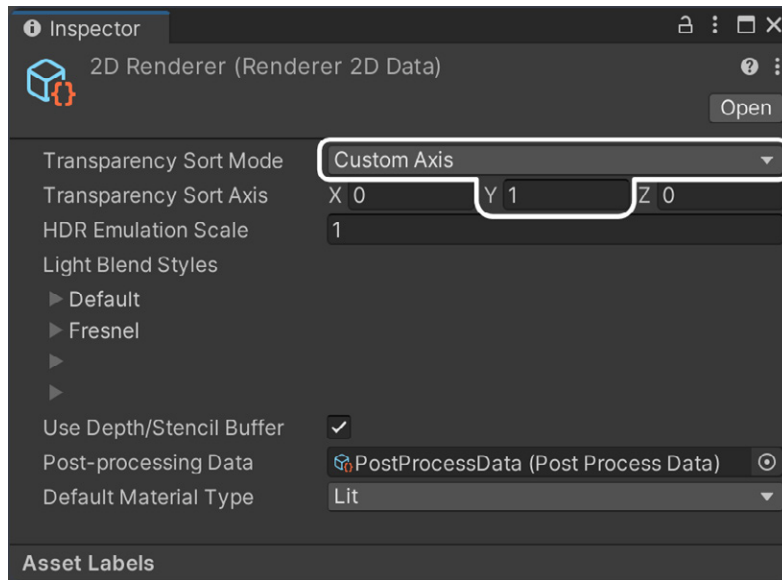 Inspector
2D Renderer (Renderer 2D Data)
Open
Transparency Sort Mode Custom Axis
Transparency Sort Axis X 0 Y 1 Z 0
HDR Emulation Scale 1
Light Blend Styles
Default
Fresnel
Use Depth/Stencil Buffer
Post-processing Data PostProcessData (Post Process Data)
Default Material Type Lit
Asset Labels